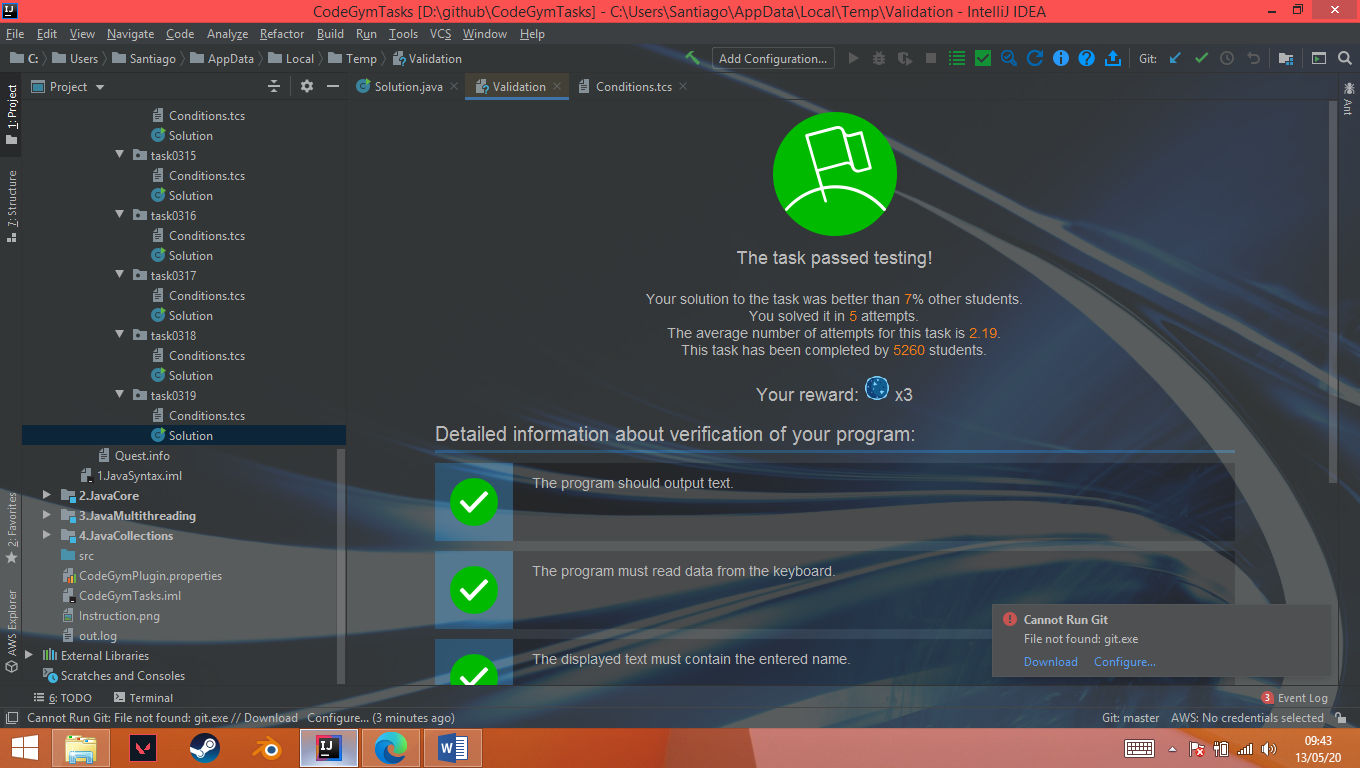 CodeGymTasks [D:\github\CodeGymTasks] - C:\Users\Santiago\AppData\Local\Temp\Validation - IntelliJ IDEA
File Edit View Navigate Code Analyze Refactor Build Run Tools VCS Window Help
C: Users Santiago AppData Local Temp Validation Add Configuration... Git:
1: Project
7: Structure
2: Favorites
AWS Explorer
Project
Conditions.tcs
Solution
task0315
Conditions.tcs
Solution
task0316
Conditions.tcs
Solution
task0317
Conditions.tcs
Solution
task0318
Conditions.tcs
Solution
task0319
Conditions.tcs
Solution
Quest.info
1.JavaSyntax.iml
2.JavaCore
3.JavaMultithreading
4.JavaCollections
src
CodeGymPlugin.properties
CodeGymTasks.iml
Instruction.png
out.log
External Libraries
Scratches and Consoles
Solution.java Validation Conditions.tcs
Ant
The task passed testing!
Your solution to the task was better than 7% other students.
You solved it in 5 attempts.
The average number of attempts for this task is 2.19.
This task has been completed by 5260 students.
Your reward: x3
Detailed information about verification of your program:
The program should output text.
The program must read data from the keyboard.
The displayed text must contain the entered name.
Cannot Run Git
File not found: git.exe
Download Configure...
6: TODO Terminal 3 Event Log
Cannot Run Git: File not found: git.exe // Download Configure... (3 minutes ago) Git: master AWS: No credentials selected
09:43
13/05/20